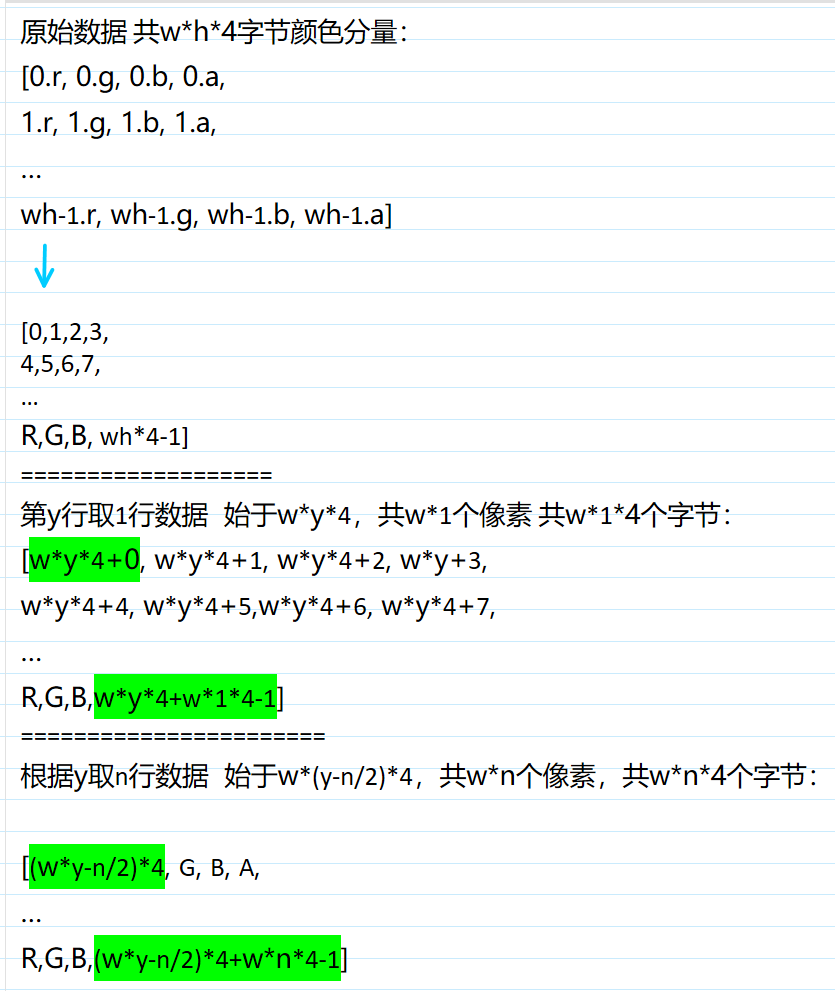 原始数据 共w*h*4字节颜色分量：
[0.r, 0.g, 0.b, 0.a,
1.r, 1.g, 1.b, 1.a,
...
wh-1.r, wh-1.g, wh-1.b, wh-1.a]
[0,1,2,3,
4,5,6,7,
...
R,G,B, wh*4-1]
===================
第y行取1行数据 始于w*y*4，共w*1个像素 共w*1*4个字节：
[w*y*4+0, w*y*4+1, w*y*4+2, w*y+3,
w*y*4+4, w*y*4+5,w*y*4+6, w*y*4+7,
...
R,G,B,w*y*4+w*1*4-1]
=======================
根据y取n行数据 始于w*(y-n/2)*4，共w*n个像素，共w*n*4个字节：
[(w*y-n/2)*4, G, B, A,
...
R,G,B,(w*y-n/2)*4+w*n*4-1]